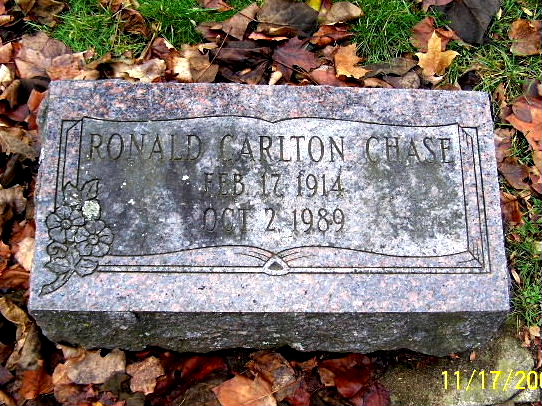 RONALD CARLTON CHASE
FEB. 17, 1914
OCT 2, 1989